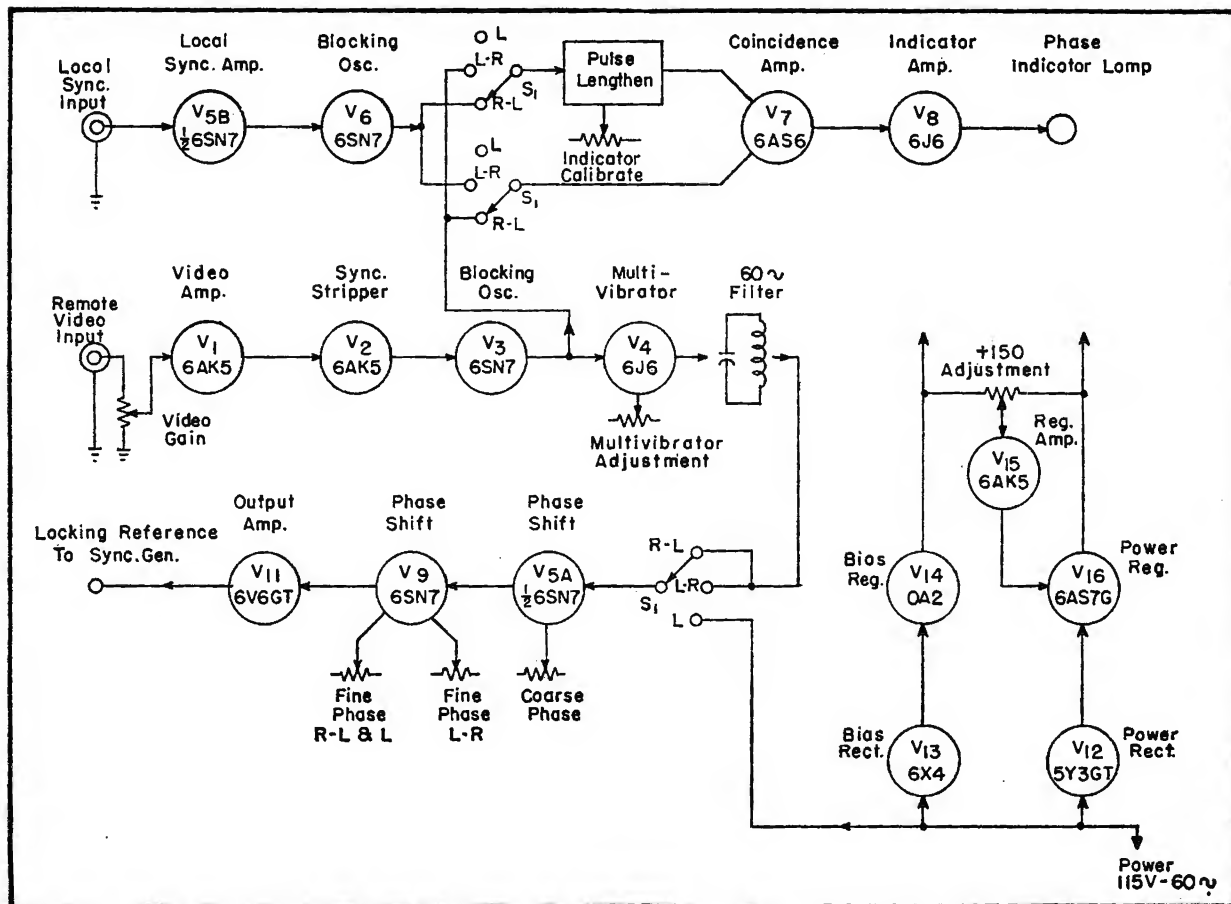 Local
Sync.
Input
Local
Sync. Amp.
V5B
½6SN7
Blocking
Osc.
V6
6SN7
L
L-R
S1
R-L
L
L-R
S1
R-L
Pulse
Lengthen
Indicator
Calibrate
Coincidence
Amp.
V7
6AS6
Indicator
Amp.
V8
6J6
Phase
Indicator Lamp
Remote
Video
Input
Video
Gain
Video
Amp.
V1
6AK5
Sync.
Stripper
V2
6AK5
Blocking
Osc.
V3
6SN7
Multi-
Vibrator
V4
6J6
Multivibrator
Adjustment
60~
Filter
+150
Adjustment
Reg.
Amp.
V15
6AK5
Locking Reference
To Sync.Gen.
Output
Amp.
V11
6V6GT
Phase
Shift
V9
6SN7
Fine
Phase
R-L & L
Fine
Phase
L-R
Phase
Shift
V5A
½6SN7
Coarse
Phase
R-L
L-R
S1
L
Bias
Reg.
V14
OA2
Power
Reg.
V16
6AS7G
Bias
Rect.
V13
6X4
Power
Rect.
V12
5Y3GT
Power
115V-60~